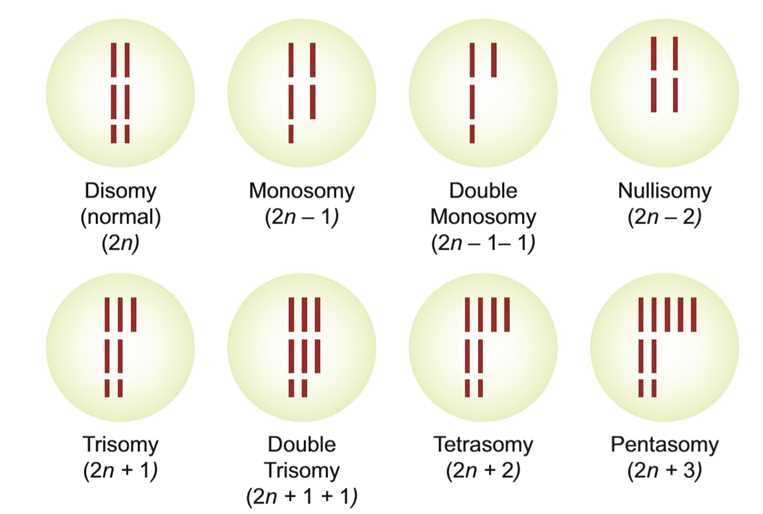 Disomy
(normal)
(2n)
Monosomy
(2n – 1)
Double
Monosomy
(2n – 1– 1)
Nullisomy
(2n – 2)
Trisomy
(2n + 1)
Double
Trisomy
(2n + 1 + 1)
Tetrasomy
(2n + 2)
Pentasomy
(2n + 3)